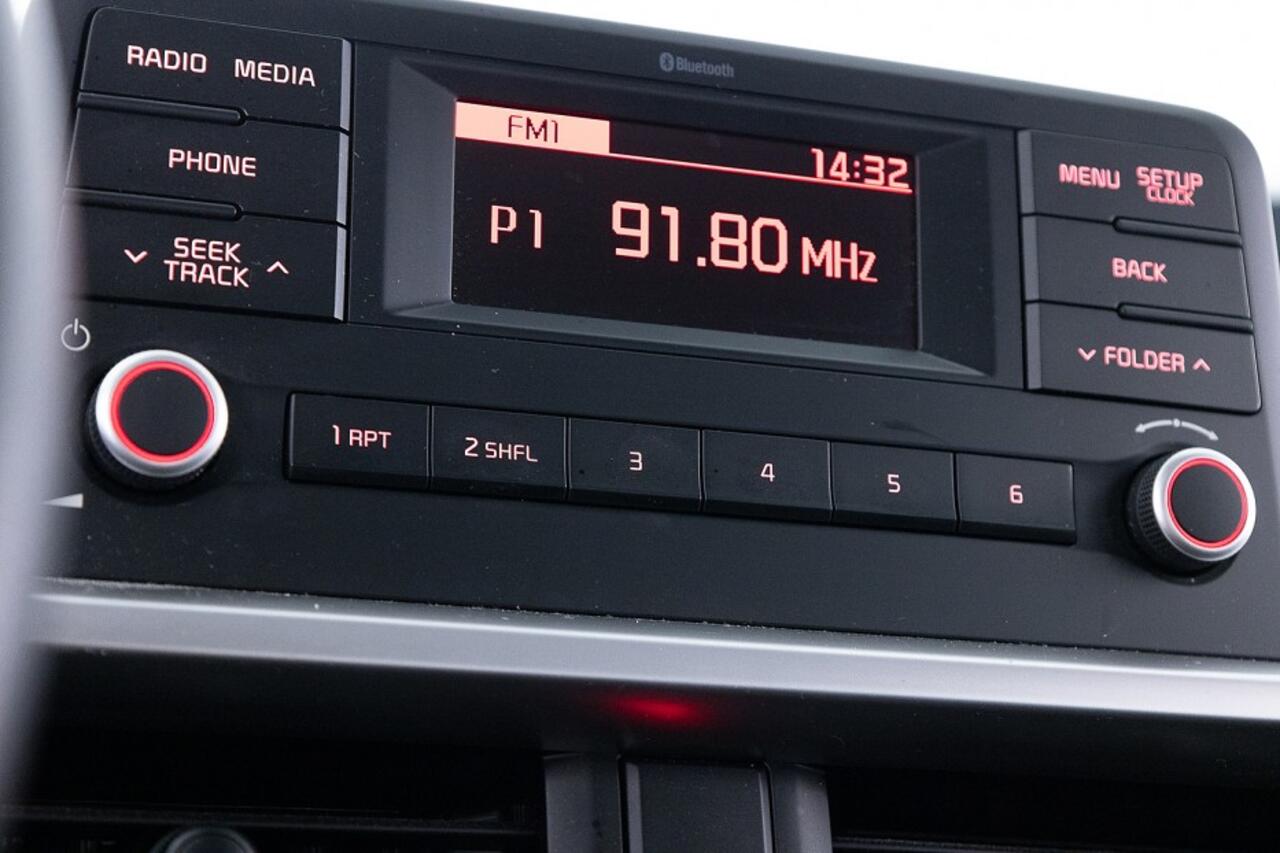 Bluetooth
RADIO MEDIA
PHONE
SEEK
TRACK
FM1
14:32
P1 91.80 MHz
MENU SETUP
CLOCK
BACK
FOLDER
1 RPT 2 SHFL 3 4 5 6